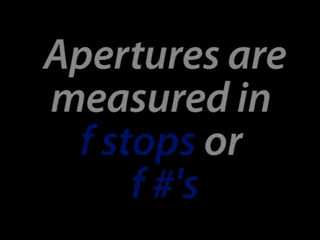 Apertures are
measured in
f stops or
f #'s